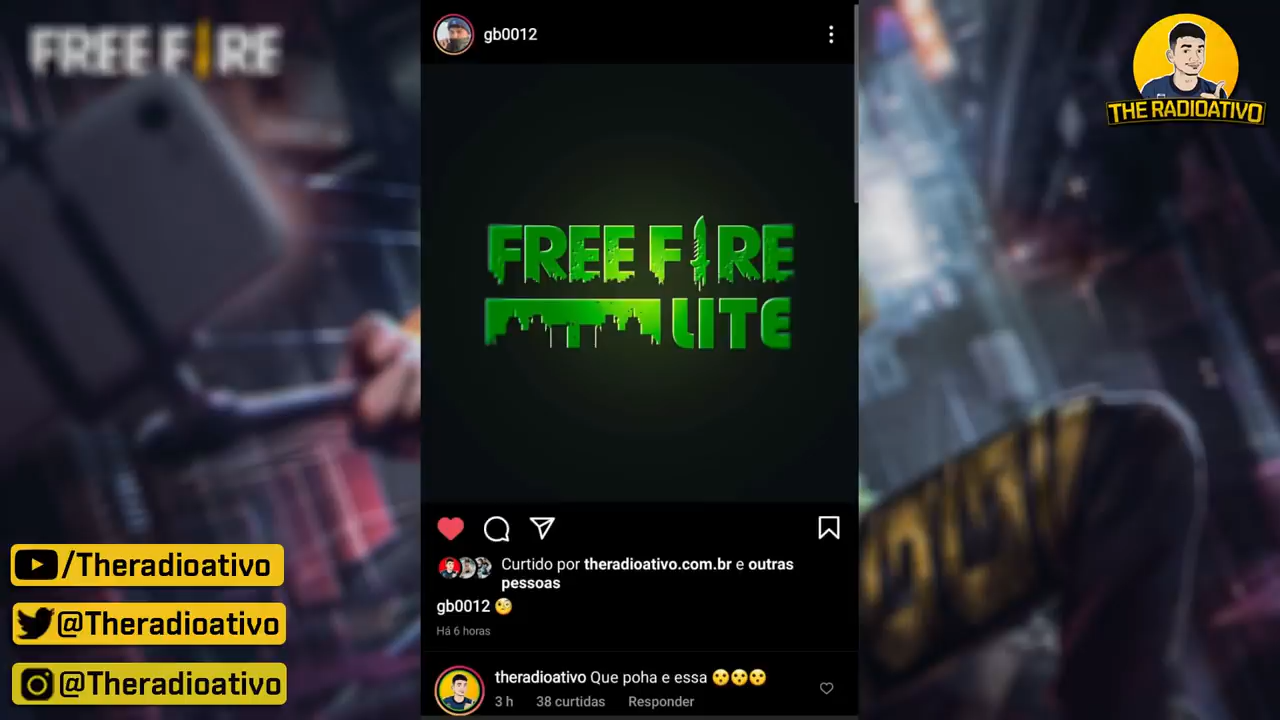 FREE FIRE
gb0012
THE RADIOATIVO
FREE FIRE
LITE
Curtido por theradioativo.com.br e outras
pessoas
gb0012 🧐
Há 6 horas
theradioativo Que poha e essa 😯😯😯
3 h 38 curtidas Responder
/Theradioativo
@Theradioativo
@Theradioativo